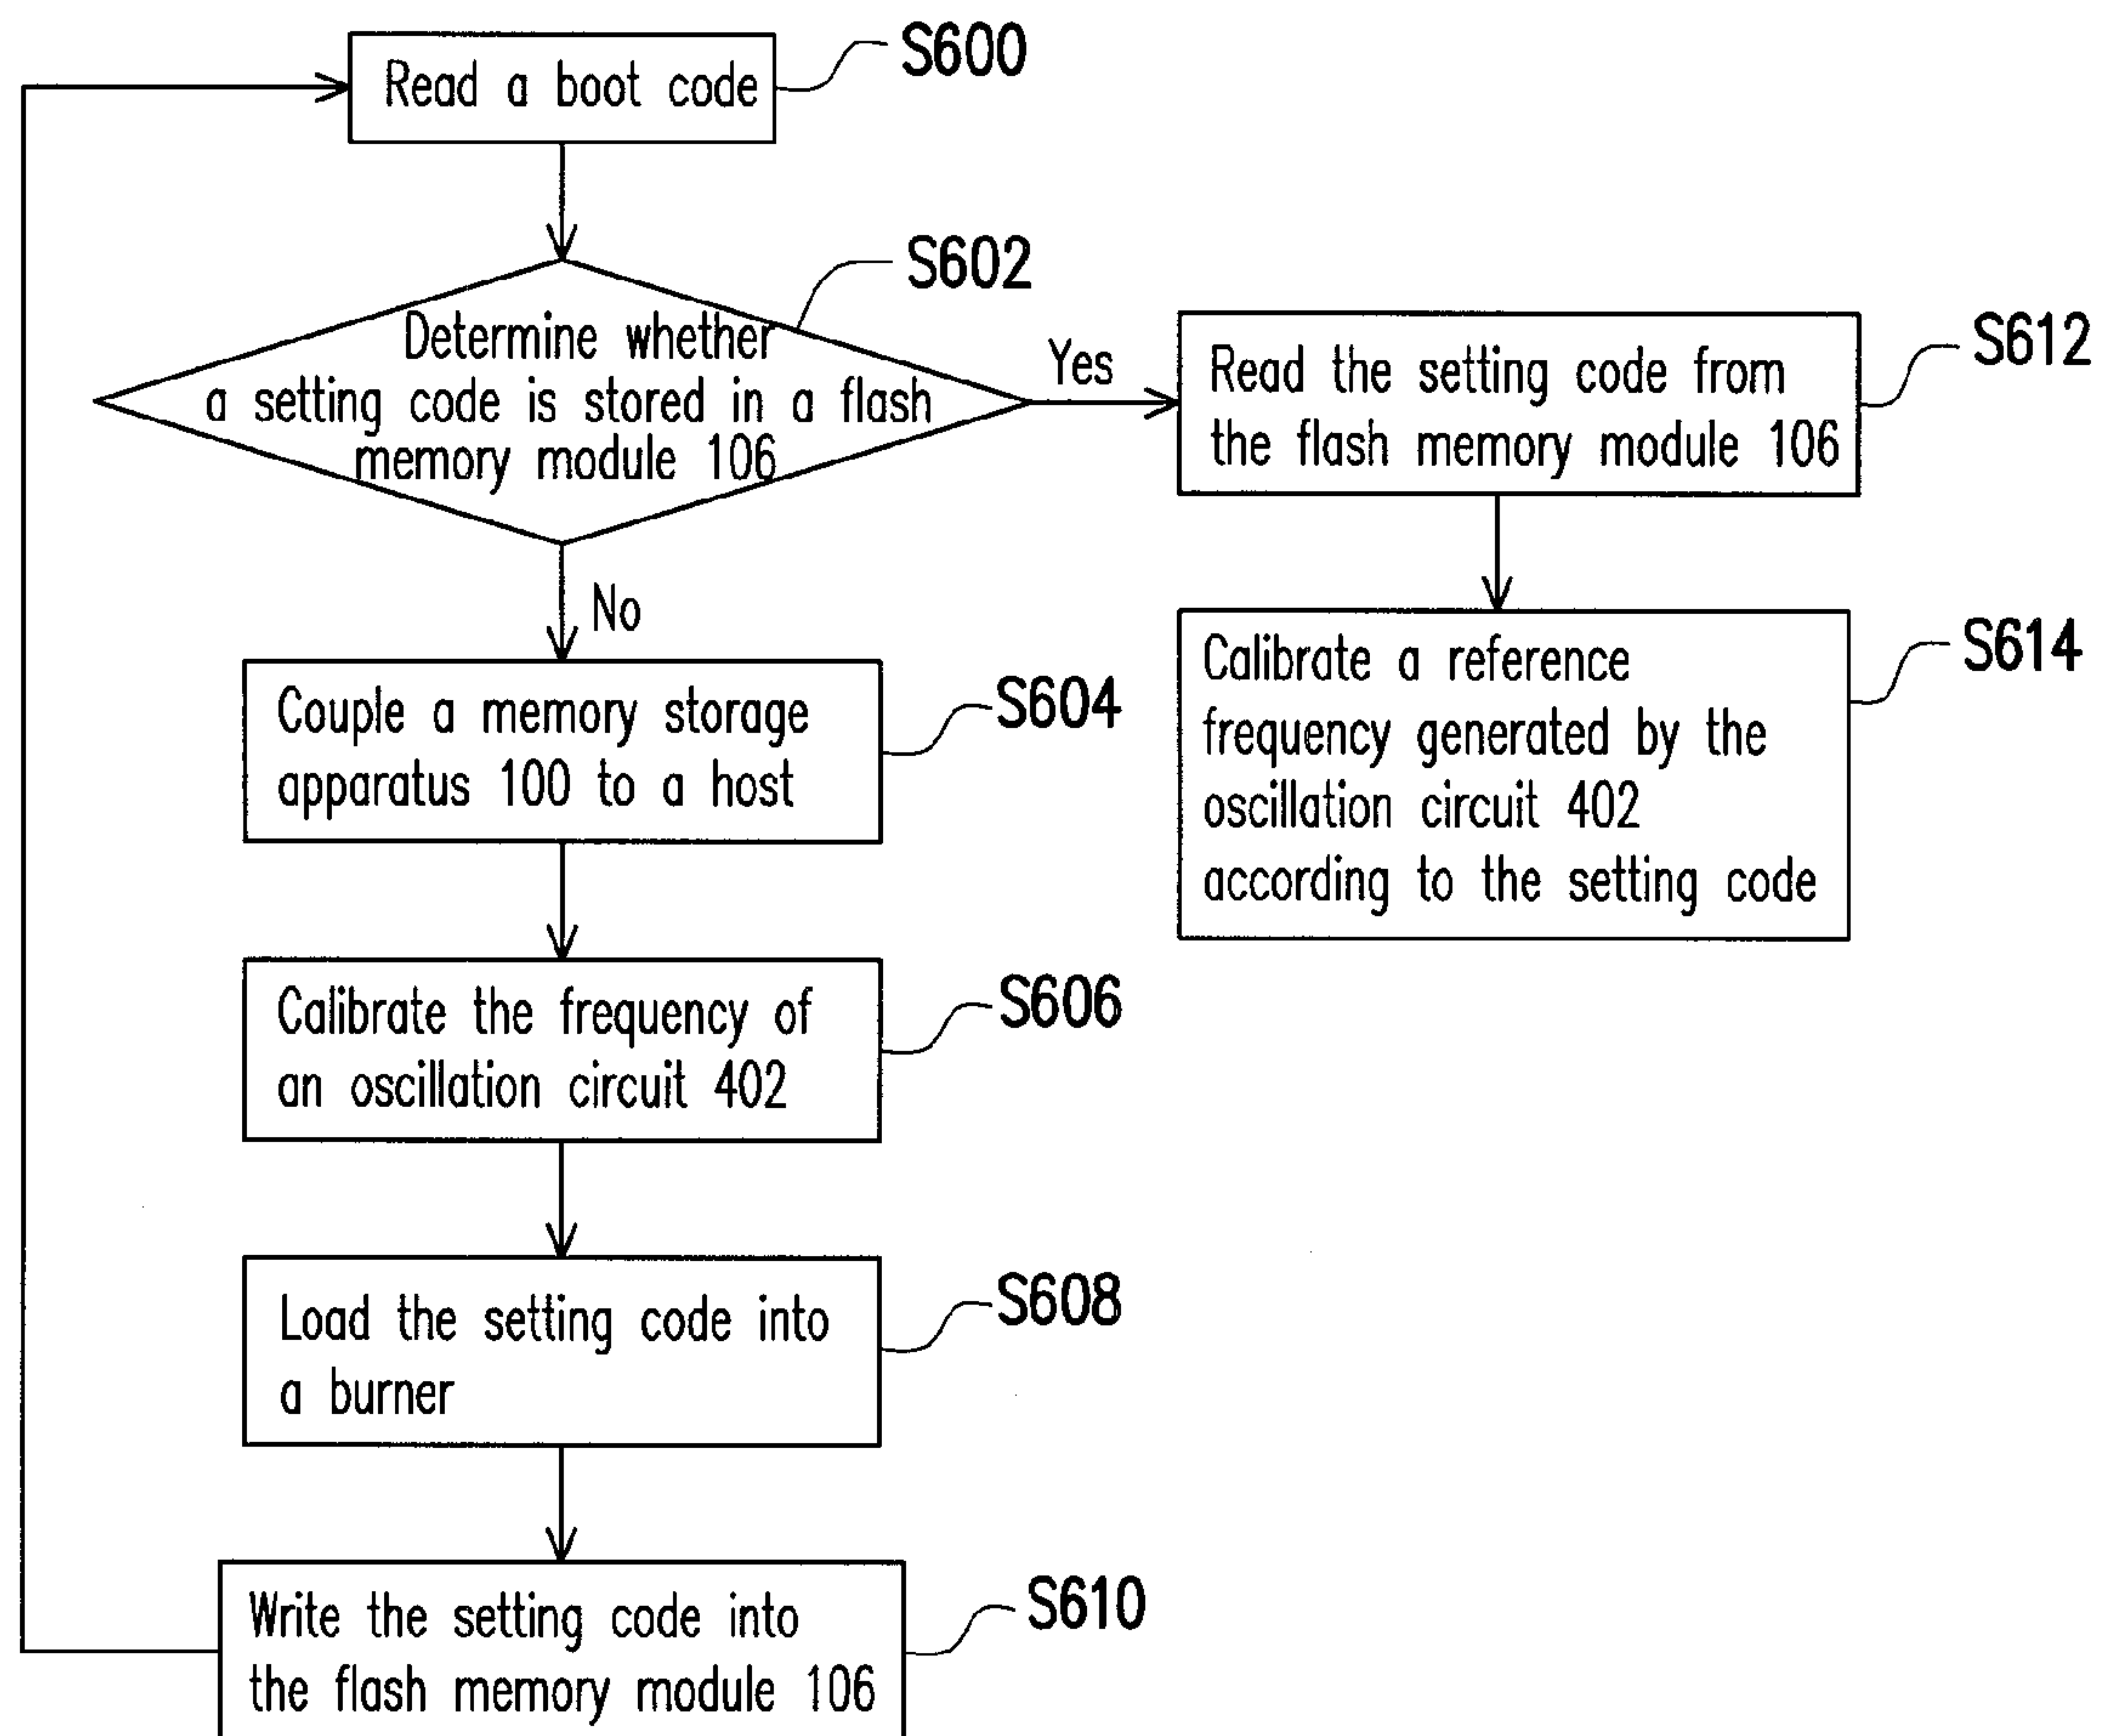 Read a boot code
S600
S602
Determine whether
a setting code is stored in a flash
memory module 106
Yes
Read the setting code from
the flash memory module 106
S612
No
Couple a memory storage
apparatus 100 to a host
S604
Calibrate a reference
frequency generated by the
oscillation circuit 402
according to the setting code
S614
Calibrate the frequency of
an oscillation circuit 402
S606
Load the setting code into
a burner
S608
Write the setting code into
the flash memory module 106
S610